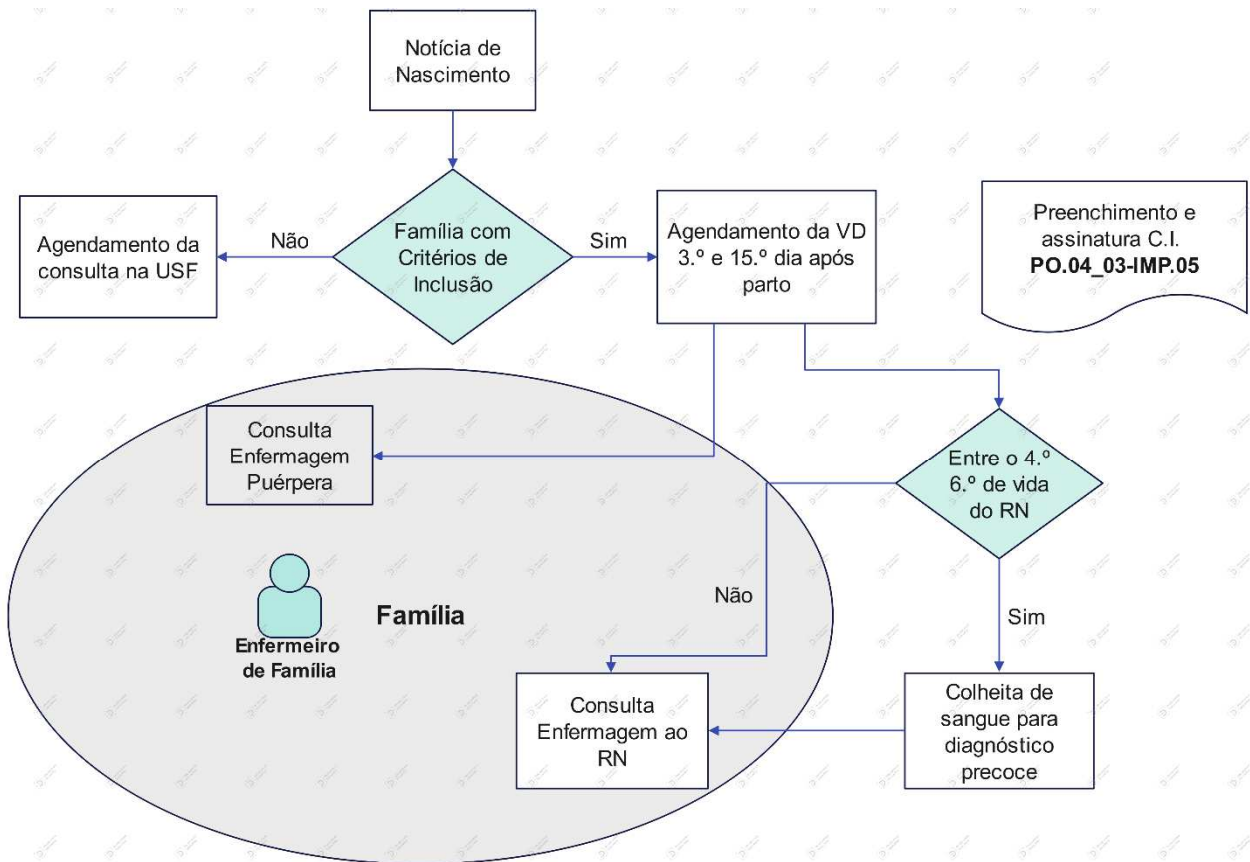 Notícia de
Nascimento
Agendamento da
consulta na USF
Não
Família com
Critérios de
Inclusão
Sim
Agendamento da VD
3.º e 15.º dia após
parto
Preenchimento e
assinatura C.I.
PO.04_03-IMP.05
Consulta
Enfermagem
Puérpera
Entre o 4.º
6.º de vida
do RN
Enfermeiro
de Família
Família
Não
Sim
Consulta
Enfermagem ao
RN
Colheita de
sangue para
diagnóstico
precoce